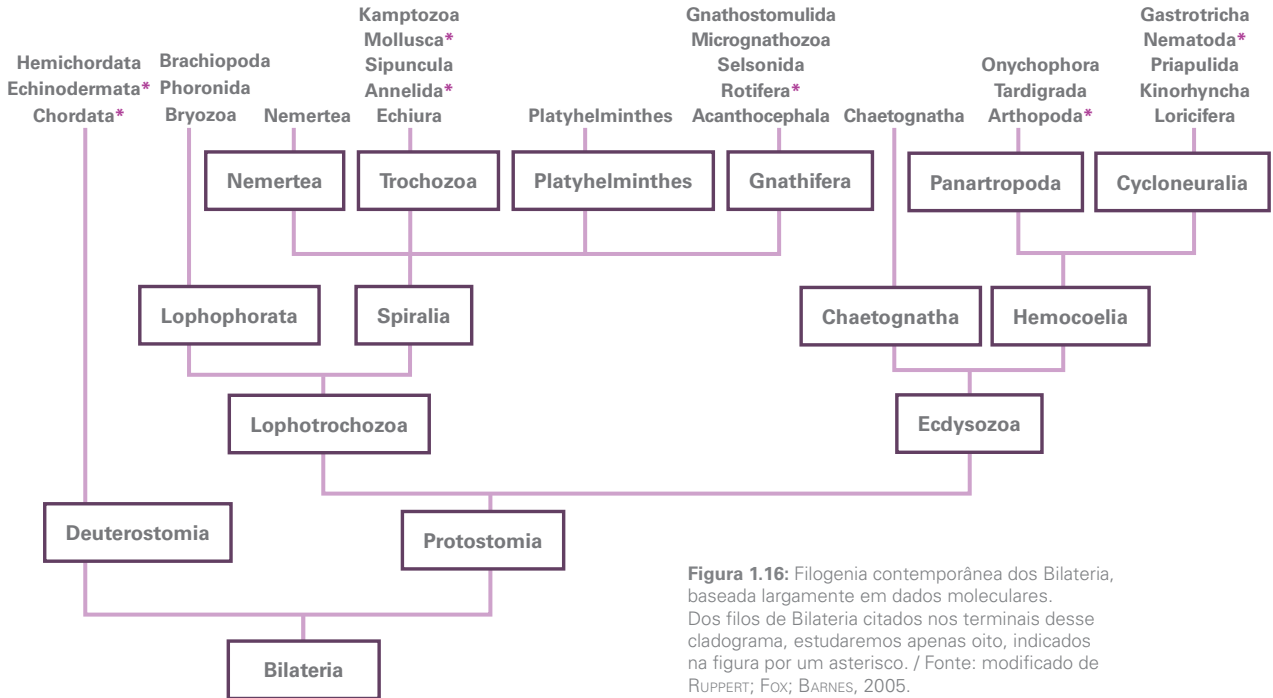 Kamptozoa
Mollusca*
Sipuncula
Annelida*
Echiura
Gnathostomulida
Micrognathozoa
Selsonida
Rotifera*
Acanthocephala
Gastrotricha
Nematoda*
Priapulida
Kinorhyncha
Loricifera
Hemichordata
Echinodermata*
Chordata*
Brachiopoda
Phoronida
Bryozoa
Nemertea
Platyhelminthes
Chaetognatha
Onychophora
Tardigrada
Arthopoda*
Nemertea
Trochozoa
Platyhelminthes
Gnathifera
Panartropoda
Cycloneuralia
Lophophorata
Spiralia
Chaetognatha
Hemocoelia
Lophotrochozoa
Ecdysozoa
Deuterostomia
Protostomia
Bilateria
Figura 1.16: Filogenia contemporânea dos Bilateria,
baseada largamente em dados moleculares.
Dos filos de Bilateria citados nos terminais desse
cladograma, estudaremos apenas oito, indicados
na figura por um asterisco. / Fonte: modificado de
Ruppert; Fox; Barnes, 2005.